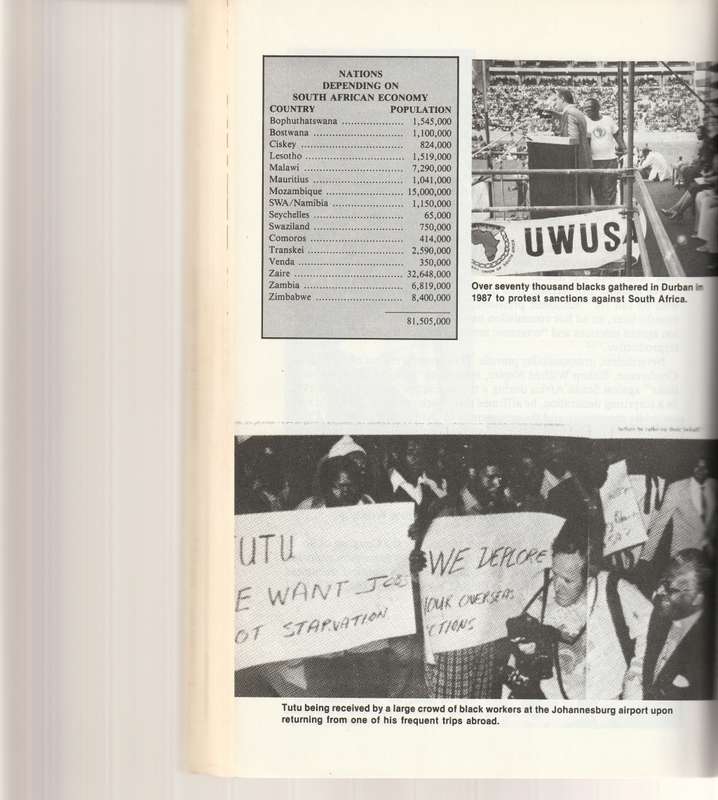 NATIONS
DEPENDING ON
SOUTH AFRICAN ECONOMY
COUNTRY POPULATION
Bophuthatswana ........................ 1,545,000
Bostwana ............................... 1,100,000
Ciskey ................................... 824,000
Lesotho ................................. 1,519,000
Malawi .................................. 7,290,000
Mauritius ............................... 1,041,000
Mozambique .......................... 15,000,000
SWA/Namibia ......................... 1,150,000
Seychelles ............................... 65,000
Swaziland ............................... 750,000
Comoros ................................ 414,000
Transkei ................................ 2,590,000
Venda .................................... 350,000
Zaire .................................... 32,648,000
Zambia .................................. 6,819,000
Zimbabwe .............................. 8,400,000
81,505,000
UWUSA
Over seventy thousand blacks gathered in Durban in
1987 to protest sanctions against South Africa.
UTU
E WANT JOB
OT STARVATION
WE DEPLORE
OUR OVERSEAS
CTIONS
Tutu being received by a large crowd of black workers at the Johannesburg airport upon
returning from one of his frequent trips abroad.